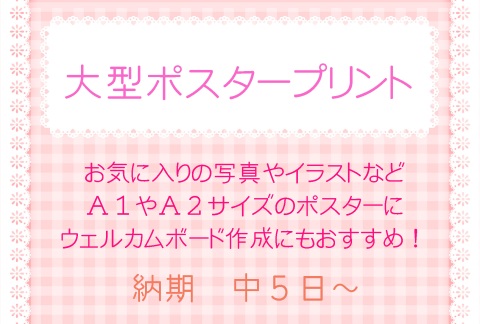 大型ポスタープリント
お気に入りの写真やイラストなど
A1やA2サイズのポスターに
ウェルカムボード作成にもおすすめ！
納期　中５日～